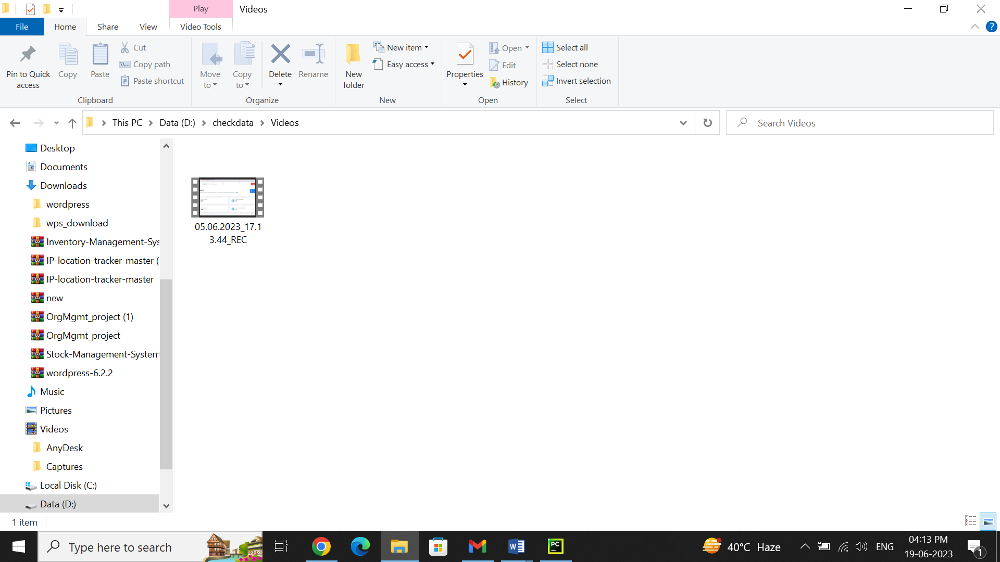 Play
Videos
File
Home
Share
View
Video Tools
Pin to Quick
access
Copy
Paste
Cut
Copy path
Paste shortcut
Clipboard
Move
to
Copy
to
Delete
Rename
Organize
New
folder
New item
Easy access
New
Properties
Open
Edit
History
Open
Select all
Select none
Invert selection
Select
This PC
Data (D:)
checkdata
Videos
Search Videos
Desktop
Documents
Downloads
wordpress
wps_download
Inventory-Management-Sys
IP-location-tracker-master (
IP-location-tracker-master
new
OrgMgmt_project (1)
OrgMgmt_project
Stock-Management-System
wordpress-6.2.2
Music
Pictures
Videos
AnyDesk
Captures
Local Disk (C:)
Data (D:)
05.06.2023_17.1
3.44_REC
1 item
Type here to search
PC
40°C Haze
ENG
04:13 PM
19-06-2023
1